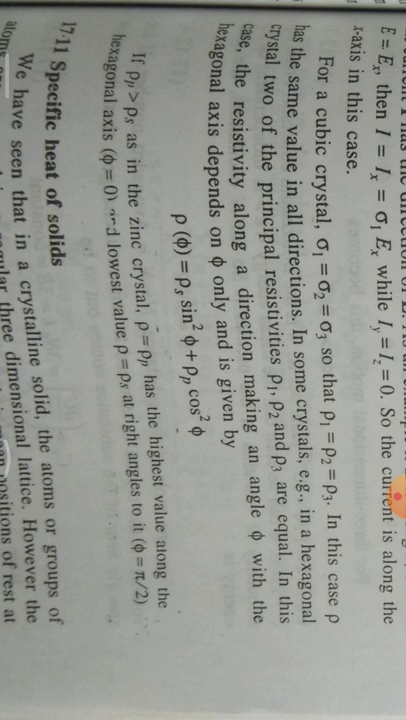 E = Eₓ, then I = Iₓ = σ₁ Eₓ while I_y = I_z = 0. So the current is along the
x-axis in this case.
For a cubic crystal, σ₁ = σ₂ = σ₃ so that ρ₁ = ρ₂ = ρ₃. In this case ρ
has the same value in all directions. In some crystals, e.g., in a hexagonal
crystal two of the principal resistivities ρ₁, ρ₂ and ρ₃ are equal. In this
case, the resistivity along a direction making an angle ϕ with the
hexagonal axis depends on ϕ only and is given by
ρ (ϕ) = ρₛ sin² ϕ + ρₚ cos² ϕ
If ρₚ > ρₛ as in the zinc crystal, ρ = ρₚ has the highest value along the
hexagonal axis (ϕ = 0) and lowest value ρ = ρₛ at right angles to it (ϕ = π/2)
17·11 Specific heat of solids
We have seen that in a crystalline solid, the atoms or groups of
three dimensional lattice. However the
positions of rest at